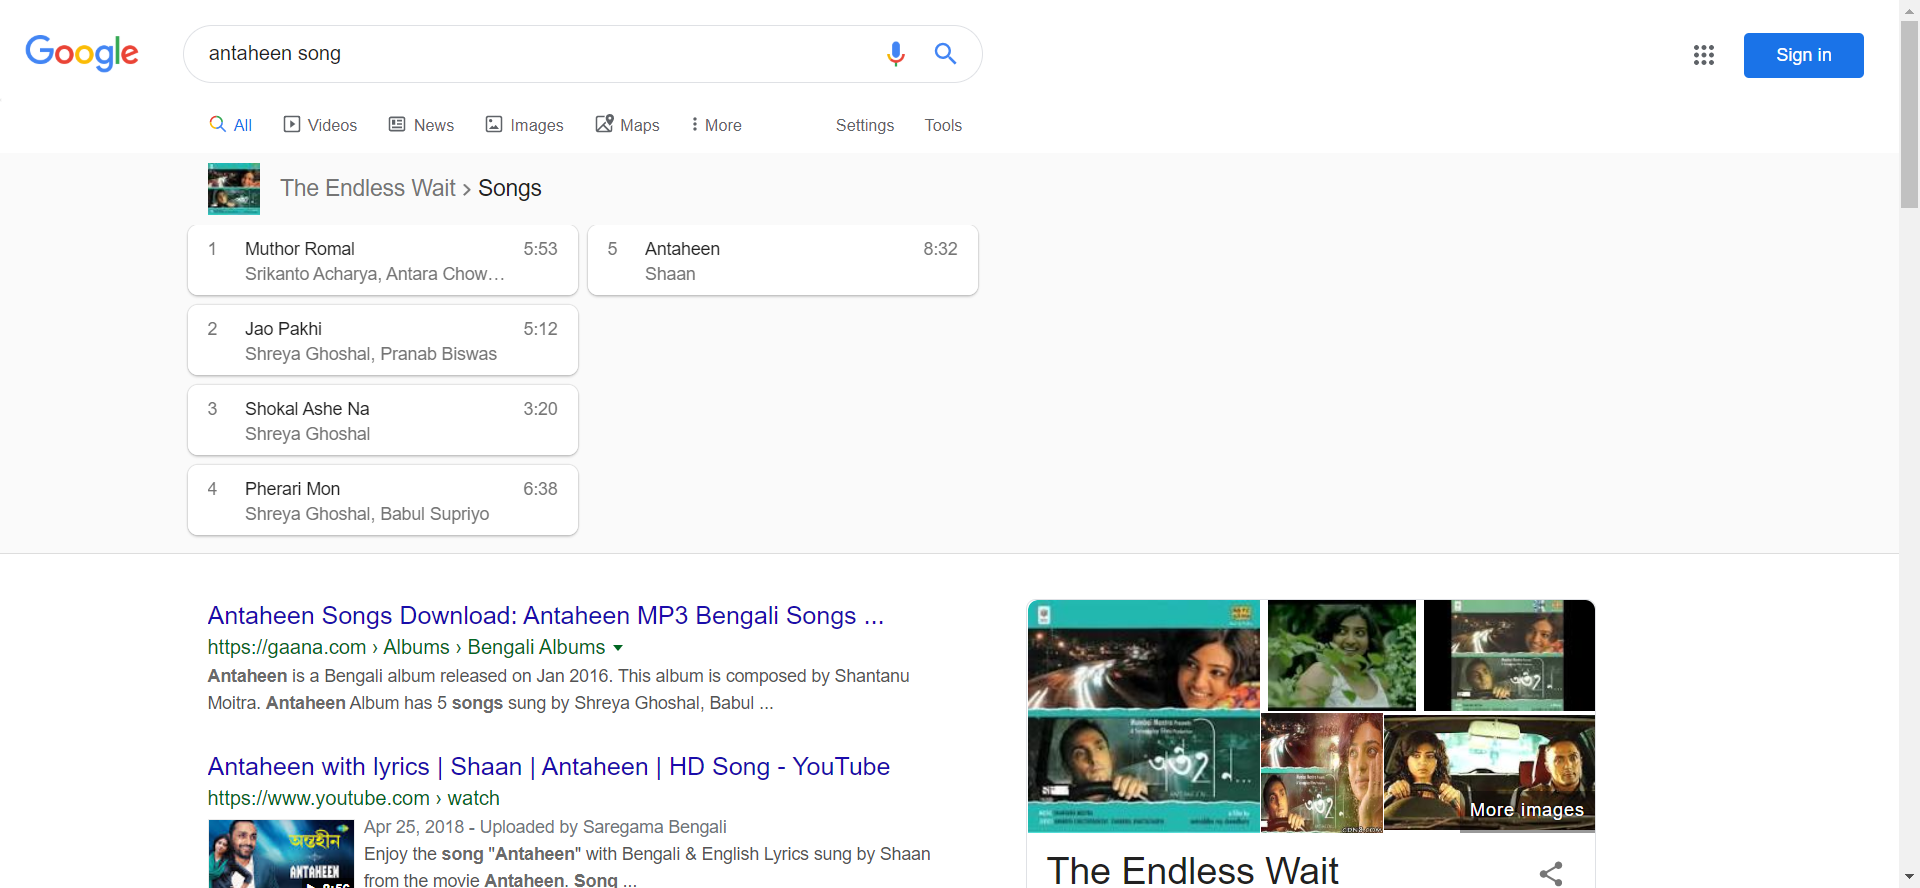 Google
antaheen song
Sign in
All Videos News Images Maps More Settings Tools
The Endless Wait › Songs
1 Muthor Romal 5:53
Srikanto Acharya, Antara Chow...
2 Jao Pakhi 5:12
Shreya Ghoshal, Pranab Biswas
3 Shokal Ashe Na 3:20
Shreya Ghoshal
4 Pherari Mon 6:38
Shreya Ghoshal, Babul Supriyo
5 Antaheen 8:32
Shaan
Antaheen Songs Download: Antaheen MP3 Bengali Songs ...
https://gaana.com › Albums › Bengali Albums
Antaheen is a Bengali album released on Jan 2016. This album is composed by Shantanu
Moitra. Antaheen Album has 5 songs sung by Shreya Ghoshal, Babul ...
Antaheen with lyrics | Shaan | Antaheen | HD Song - YouTube
https://www.youtube.com › watch
অন্তহীন
ANTAHEEN
Apr 25, 2018 - Uploaded by Saregama Bengali
Enjoy the song "Antaheen" with Bengali & English Lyrics sung by Shaan
from the movie Antaheen. Song ...
More images
The Endless Wait